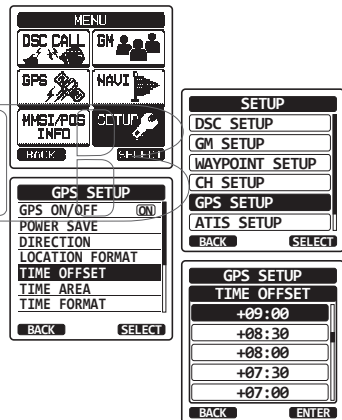 MENU
DSC CALL
GM
GPS
NAVI
MMSI/POS
INFO
SETUP
BACK
SELECT
SETUP
DSC SETUP
GM SETUP
WAYPOINT SETUP
CH SETUP
GPS SETUP
ATIS SETUP
BACK SELECT
GPS SETUP
GPS ON/OFF ON
POWER SAVE
DIRECTION
LOCATION FORMAT
TIME OFFSET
TIME AREA
TIME FORMAT
BACK SELECT
GPS SETUP
TIME OFFSET
+09:00
+08:30
+08:00
+07:30
+07:00
BACK ENTER